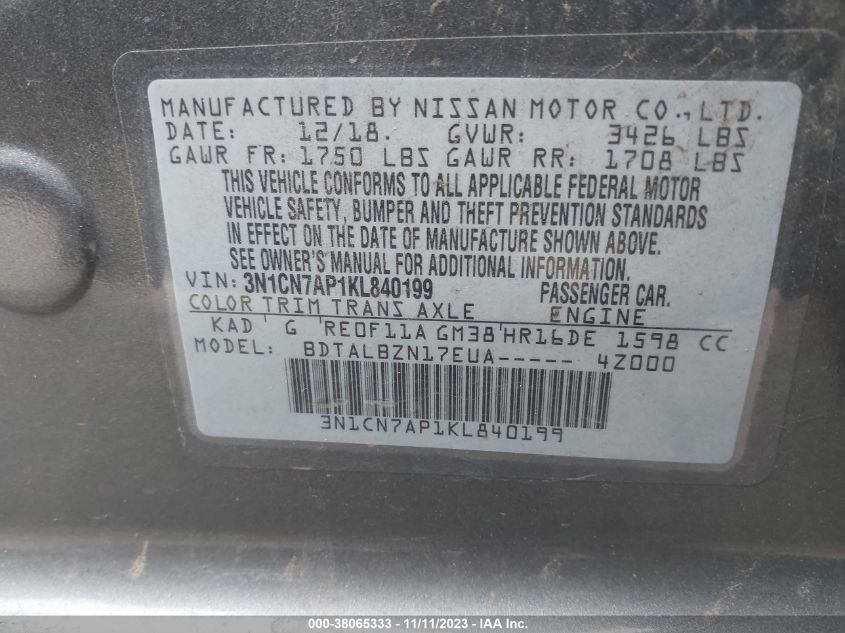 MANUFACTURED BY NISSAN MOTOR CO., LTD.
DATE: 12/18. GVWR: 3426 LBS
GAWR FR: 1750 LBS GAWR RR: 1708 LBS
THIS VEHICLE CONFORMS TO ALL APPLICABLE FEDERAL MOTOR
VEHICLE SAFETY, BUMPER AND THEFT PREVENTION STANDARDS
IN EFFECT ON THE DATE OF MANUFACTURE SHOWN ABOVE.
SEE OWNER'S MANUAL FOR ADDITIONAL INFORMATION.
VIN: 3N1CN7AP1KL840199 PASSENGER CAR.
COLOR TRIM TRANS AXLE ENGINE
KAD G RE0F11A GM38 HR16DE 1598 CC
MODEL: BDTALBZN17EUA----- 4Z000
3N1CN7AP1KL840199
000-38065333 - 11/11/2023 - IAA Inc.